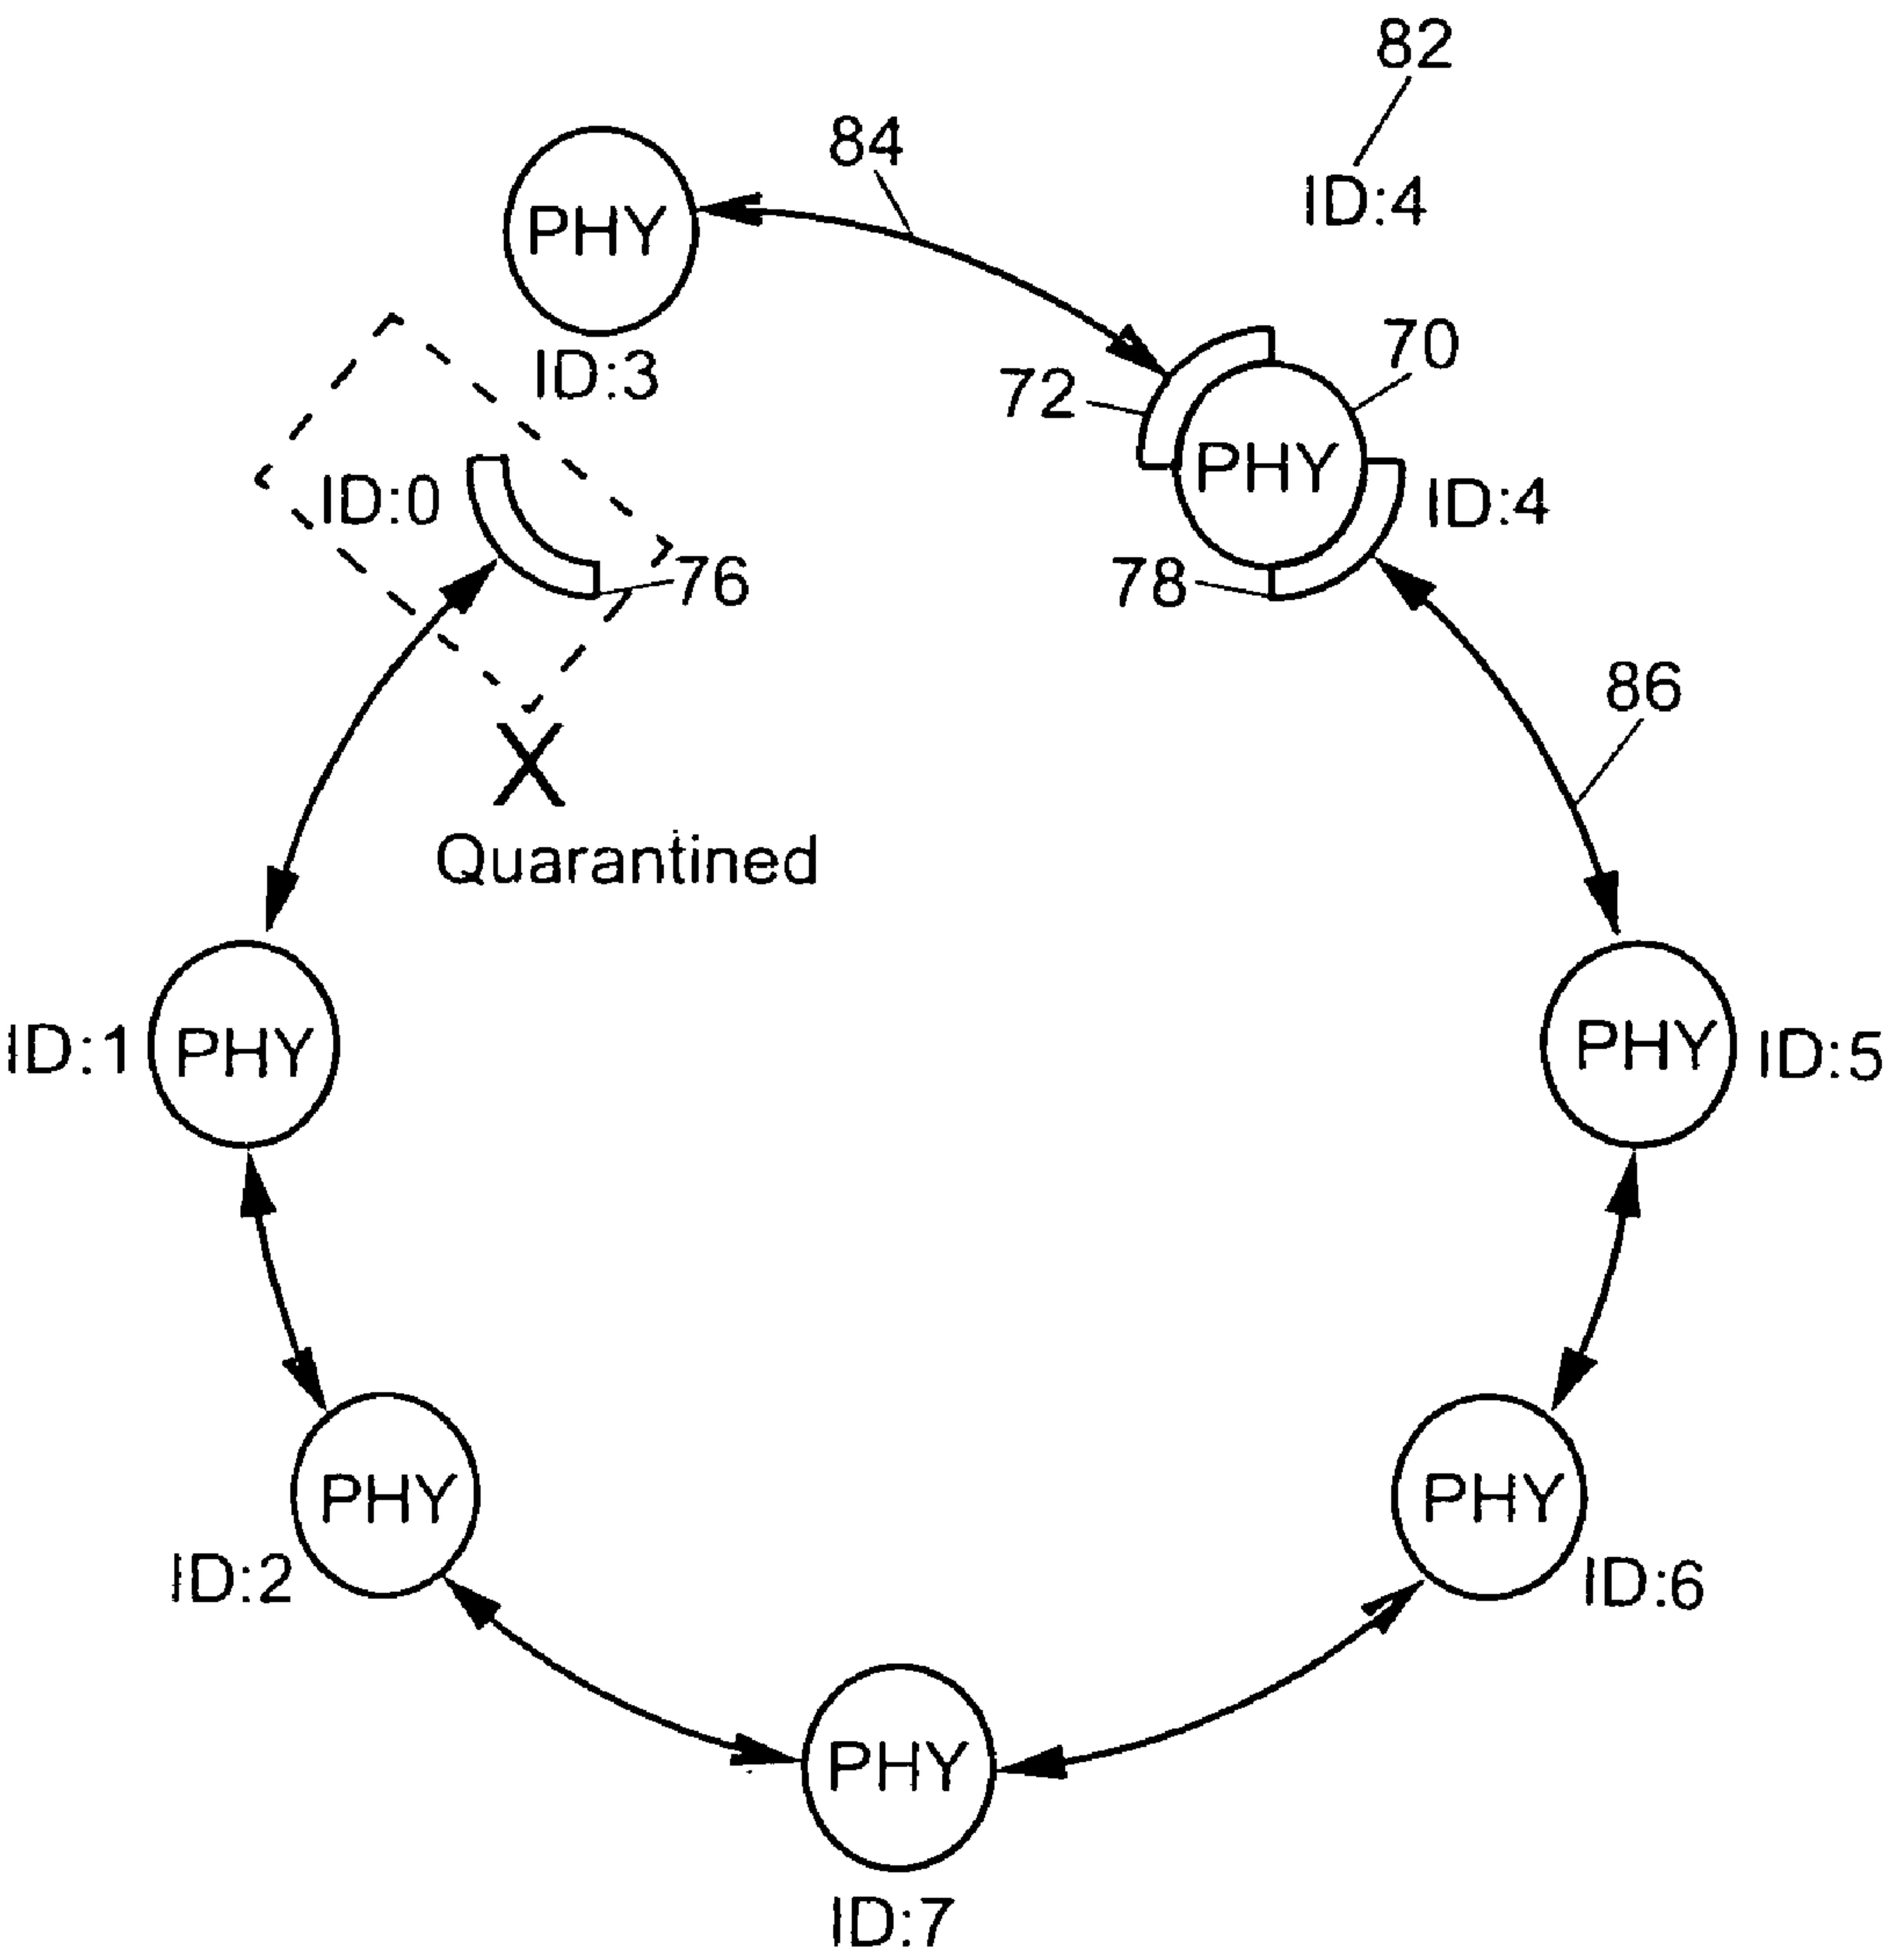 82
84
ID:4
PHY
70
ID:3
72
PHY
ID:0
ID:4
76
78
86
X
Quarantined
ID:1
PHY
PHY
ID:5
PHY
PHY
ID:2
ID:6
PHY
ID:7